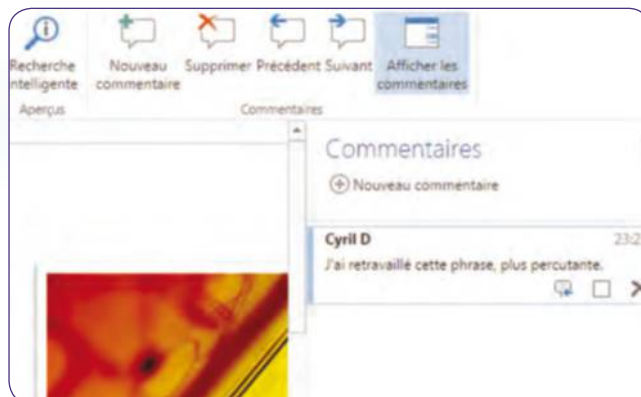 Recherche
intelligente
Aperçus
Nouveau
commentaire
Supprimer
Précédent
Suivant
Afficher les
commentaires
Commentaires
Commentaires
Nouveau commentaire
Cyril D
23:2
J'ai retravaillé cette phrase, plus percutante.